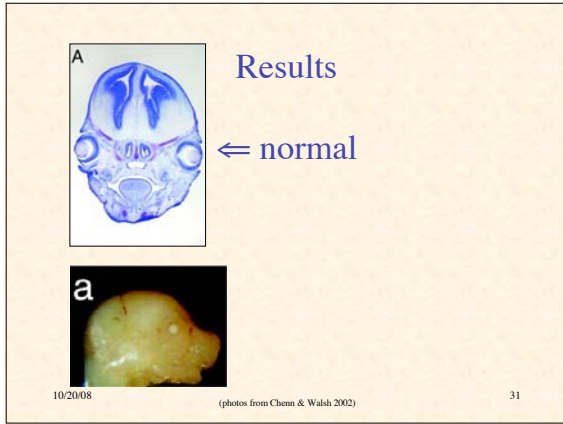 A
Results
⇐ normal
a
10/20/08
(photos from Chenn & Walsh 2002)
31